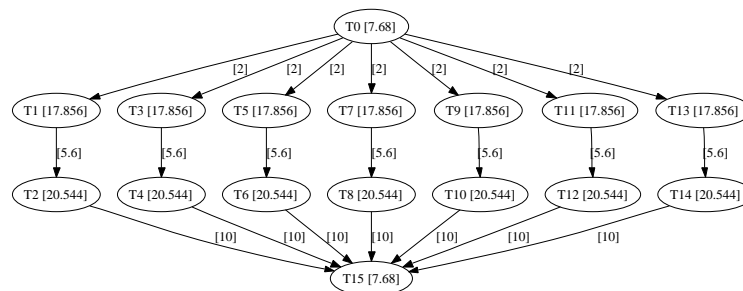 T0 [7.68]
[2] [2] [2] [2] [2] [2] [2]
T1 [17.856] T3 [17.856] T5 [17.856] T7 [17.856] T9 [17.856] T11 [17.856] T13 [17.856]
[5.6] [5.6] [5.6] [5.6] [5.6] [5.6] [5.6]
T2 [20.544] T4 [20.544] T6 [20.544] T8 [20.544] T10 [20.544] T12 [20.544] T14 [20.544]
[10] [10] [10] [10] [10] [10] [10]
T15 [7.68]